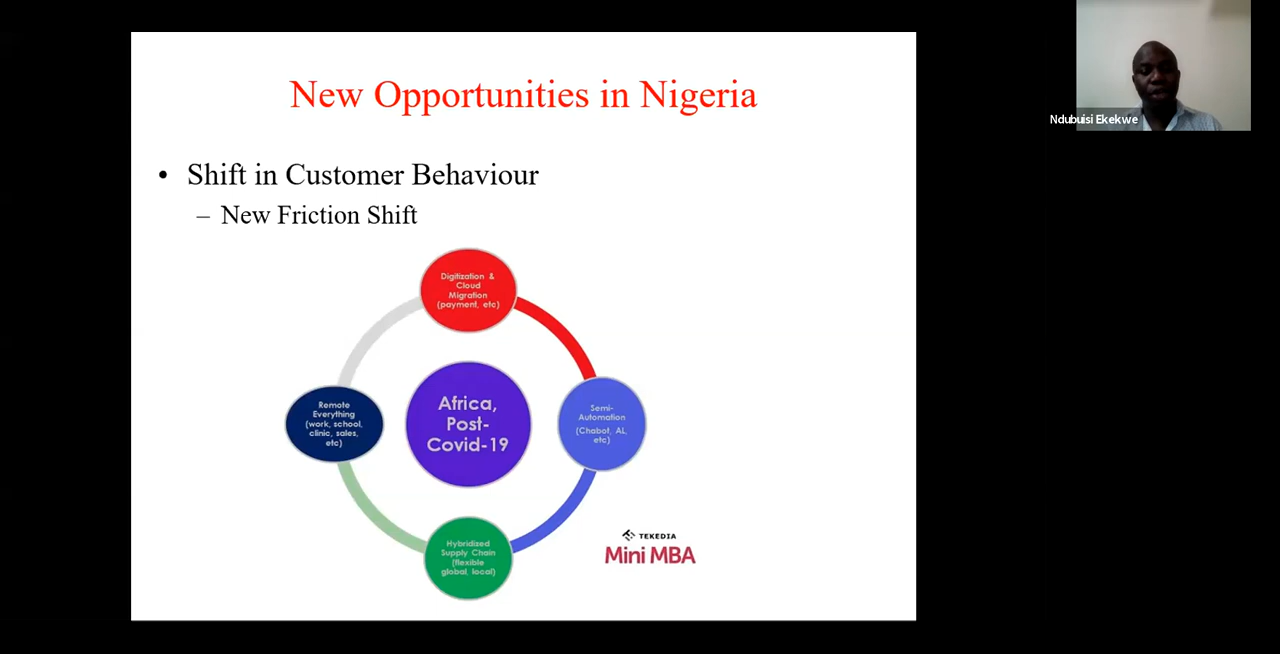 New Opportunities in Nigeria
Ndubuisi Ekekwe
• Shift in Customer Behaviour
– New Friction Shift
Digitization &
Cloud
Migration
(payment, etc)
Remote
Everything
(work, school,
clinic, sales,
etc)
Africa,
Post-
Covid-19
Semi-
Automation
(Chabot, AL,
etc)
Hybridized
Supply Chain
(flexible
global, local)
TEKEDIA
Mini MBA